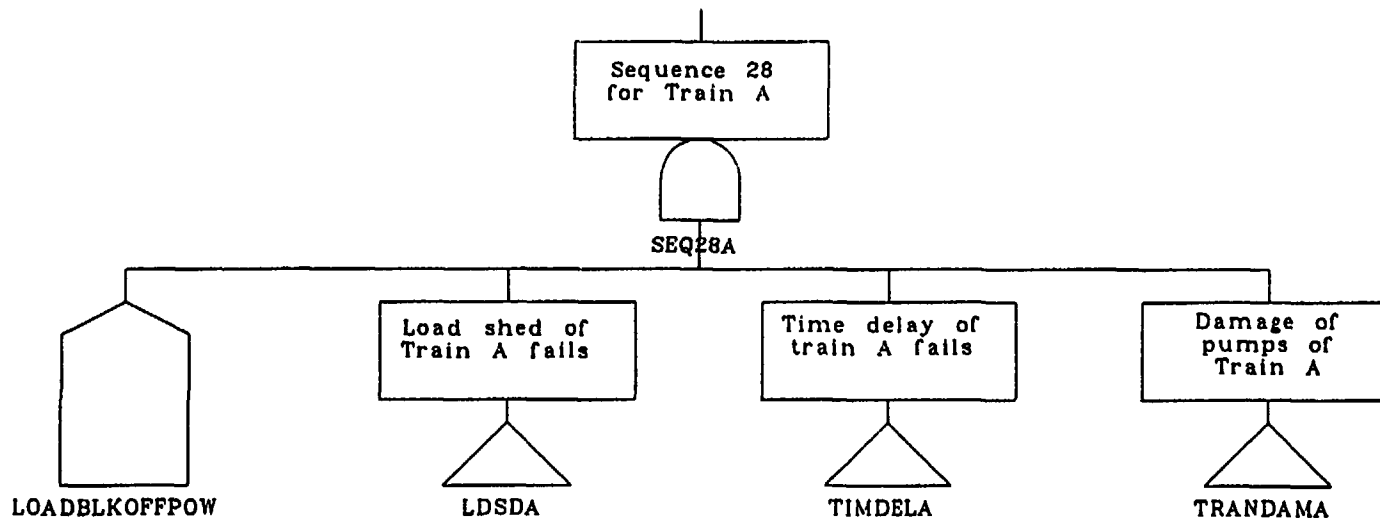 Sequence 28
for Train A
SEQ28A
Load shed of
Train A fails
Time delay of
train A fails
Damage of
pumps of
Train A
LOADBLKOFFPOW
LDSDA
TIMDELA
TRANDAMA